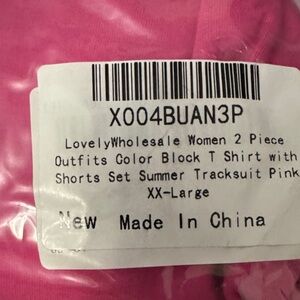 X004BUAN3P
LovelyWholesale Women 2 Piece
Outfits Color Block T Shirt with
Shorts Set Summer Tracksuit Pink
XX-Large
New Made In China